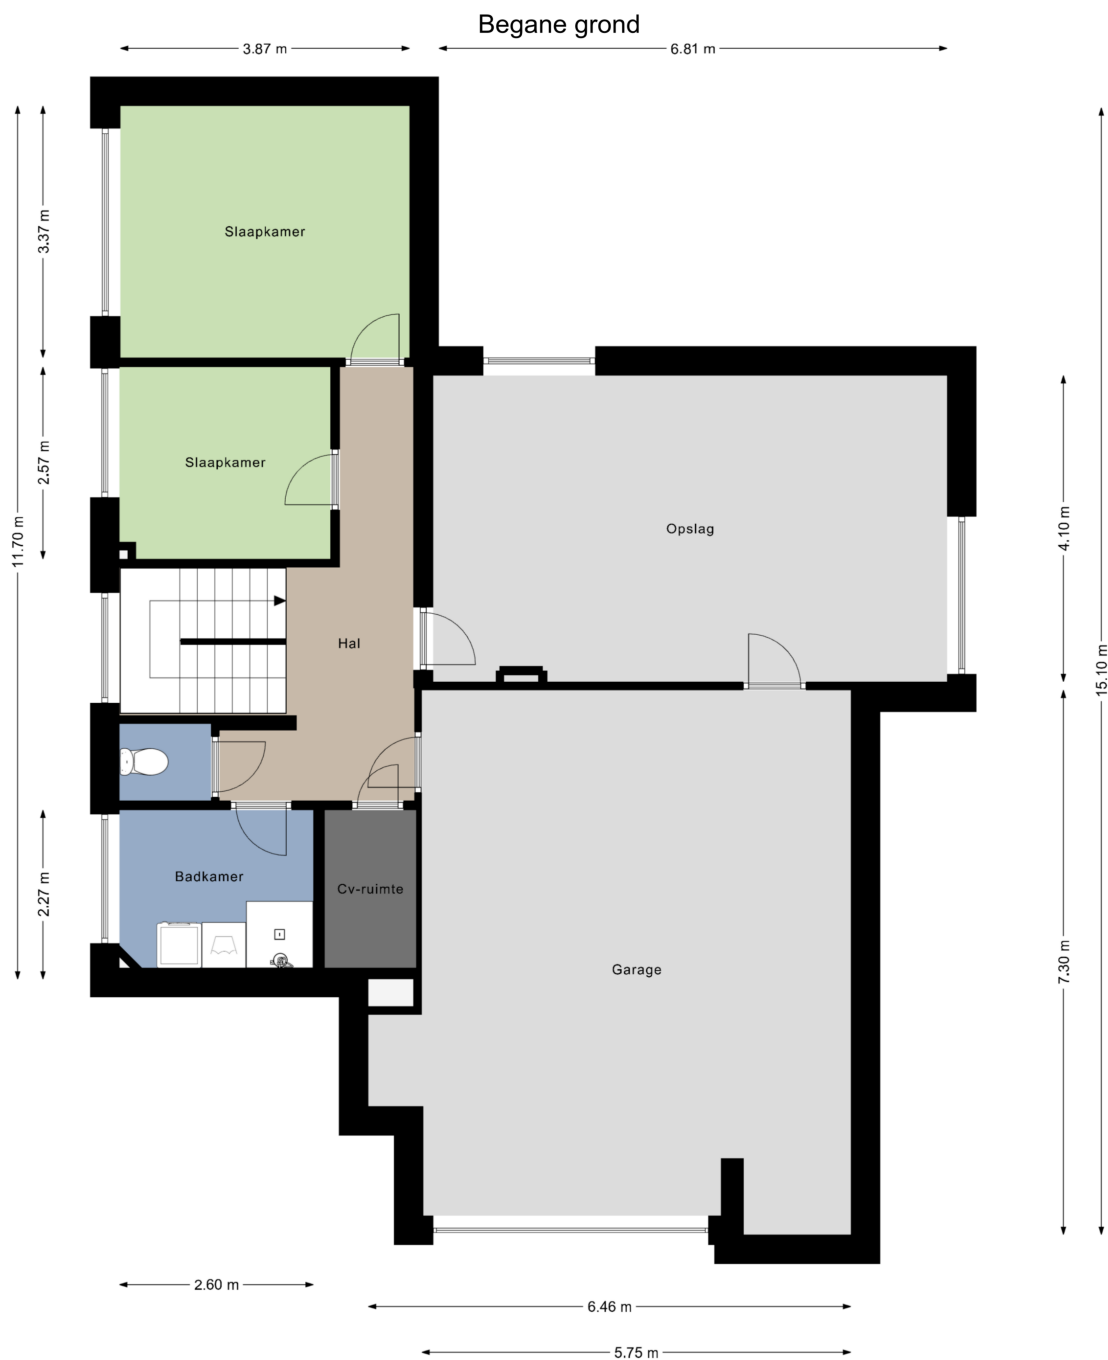 Begane grond
3.87 m
6.81 m
3.37 m
Slaapkamer
2.57 m
Slaapkamer
11.70 m
Opslag
4.10 m
Hal
15.10 m
Badkamer
Cv-ruimte
2.27 m
Garage
7.30 m
2.60 m
6.46 m
5.75 m